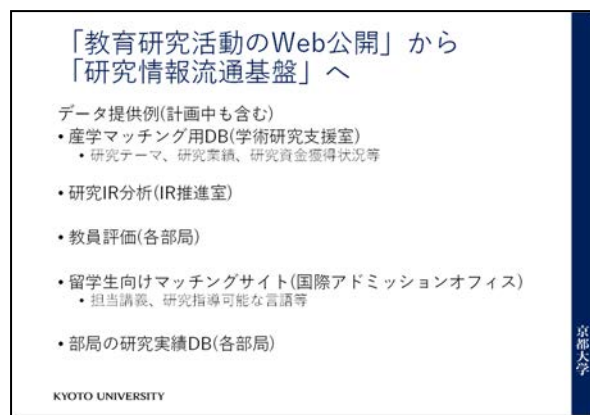 「教育研究活動のWeb公開」から
「研究情報流通基盤」へ
データ提供例(計画中も含む)
• 産学マッチング用DB(学術研究支援室)
• 研究テーマ、研究業績、研究資金獲得状況等
• 研究IR分析(IR推進室)
• 教員評価(各部局)
• 留学生向けマッチングサイト(国際アドミッションオフィス)
• 担当講義、研究指導可能な言語等
• 部局の研究実績DB(各部局)
京都大学
KYOTO UNIVERSITY